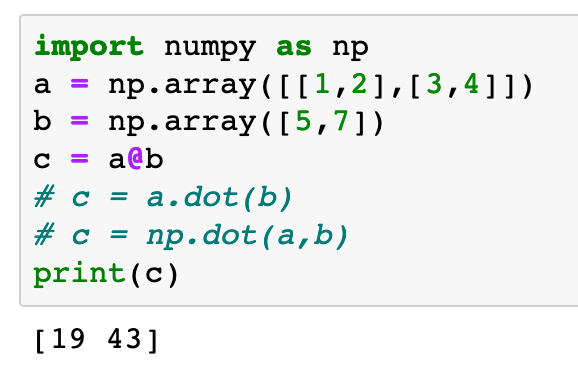 import numpy as np
a = np.array([[1,2],[3,4]])
b = np.array([5,7])
c = a@b
# c = a.dot(b)
# c = np.dot(a,b)
print(c)
[19 43]